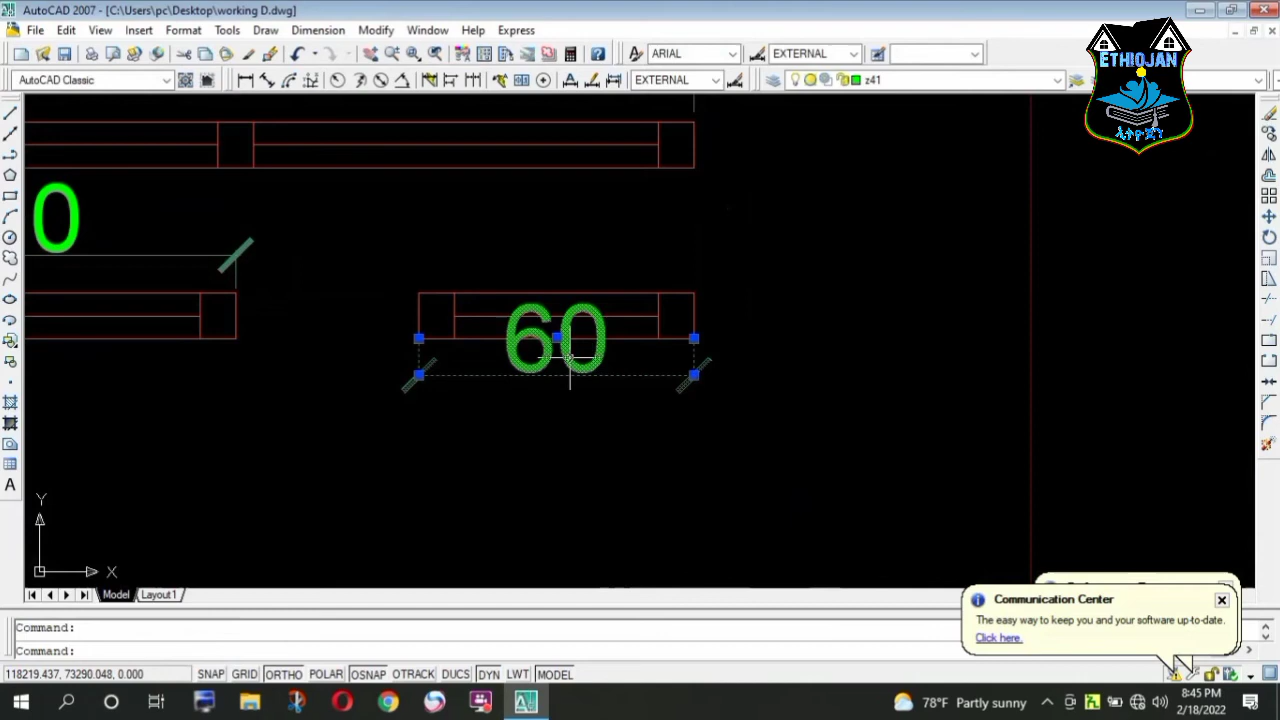 AutoCAD 2007 - [C:\Users\pc\Desktop\working D.dwg]
File Edit View Insert Format Tools Draw Dimension Modify Window Help Express
ARIAL EXTERNAL
AutoCAD Classic EXTERNAL z41
ETHIOJAN
ኢትዮጃን
0
60
Y
X
Model Layout1
Communication Center
The easy way to keep you and your software up-to-date.
Click here.
Command:
Command:
118219.437, 73290.048, 0.000 SNAP GRID ORTHO POLAR OSNAP OTRACK DUCS DYN LWT MODEL
78°F Partly sunny
8:45 PM
2/18/2022